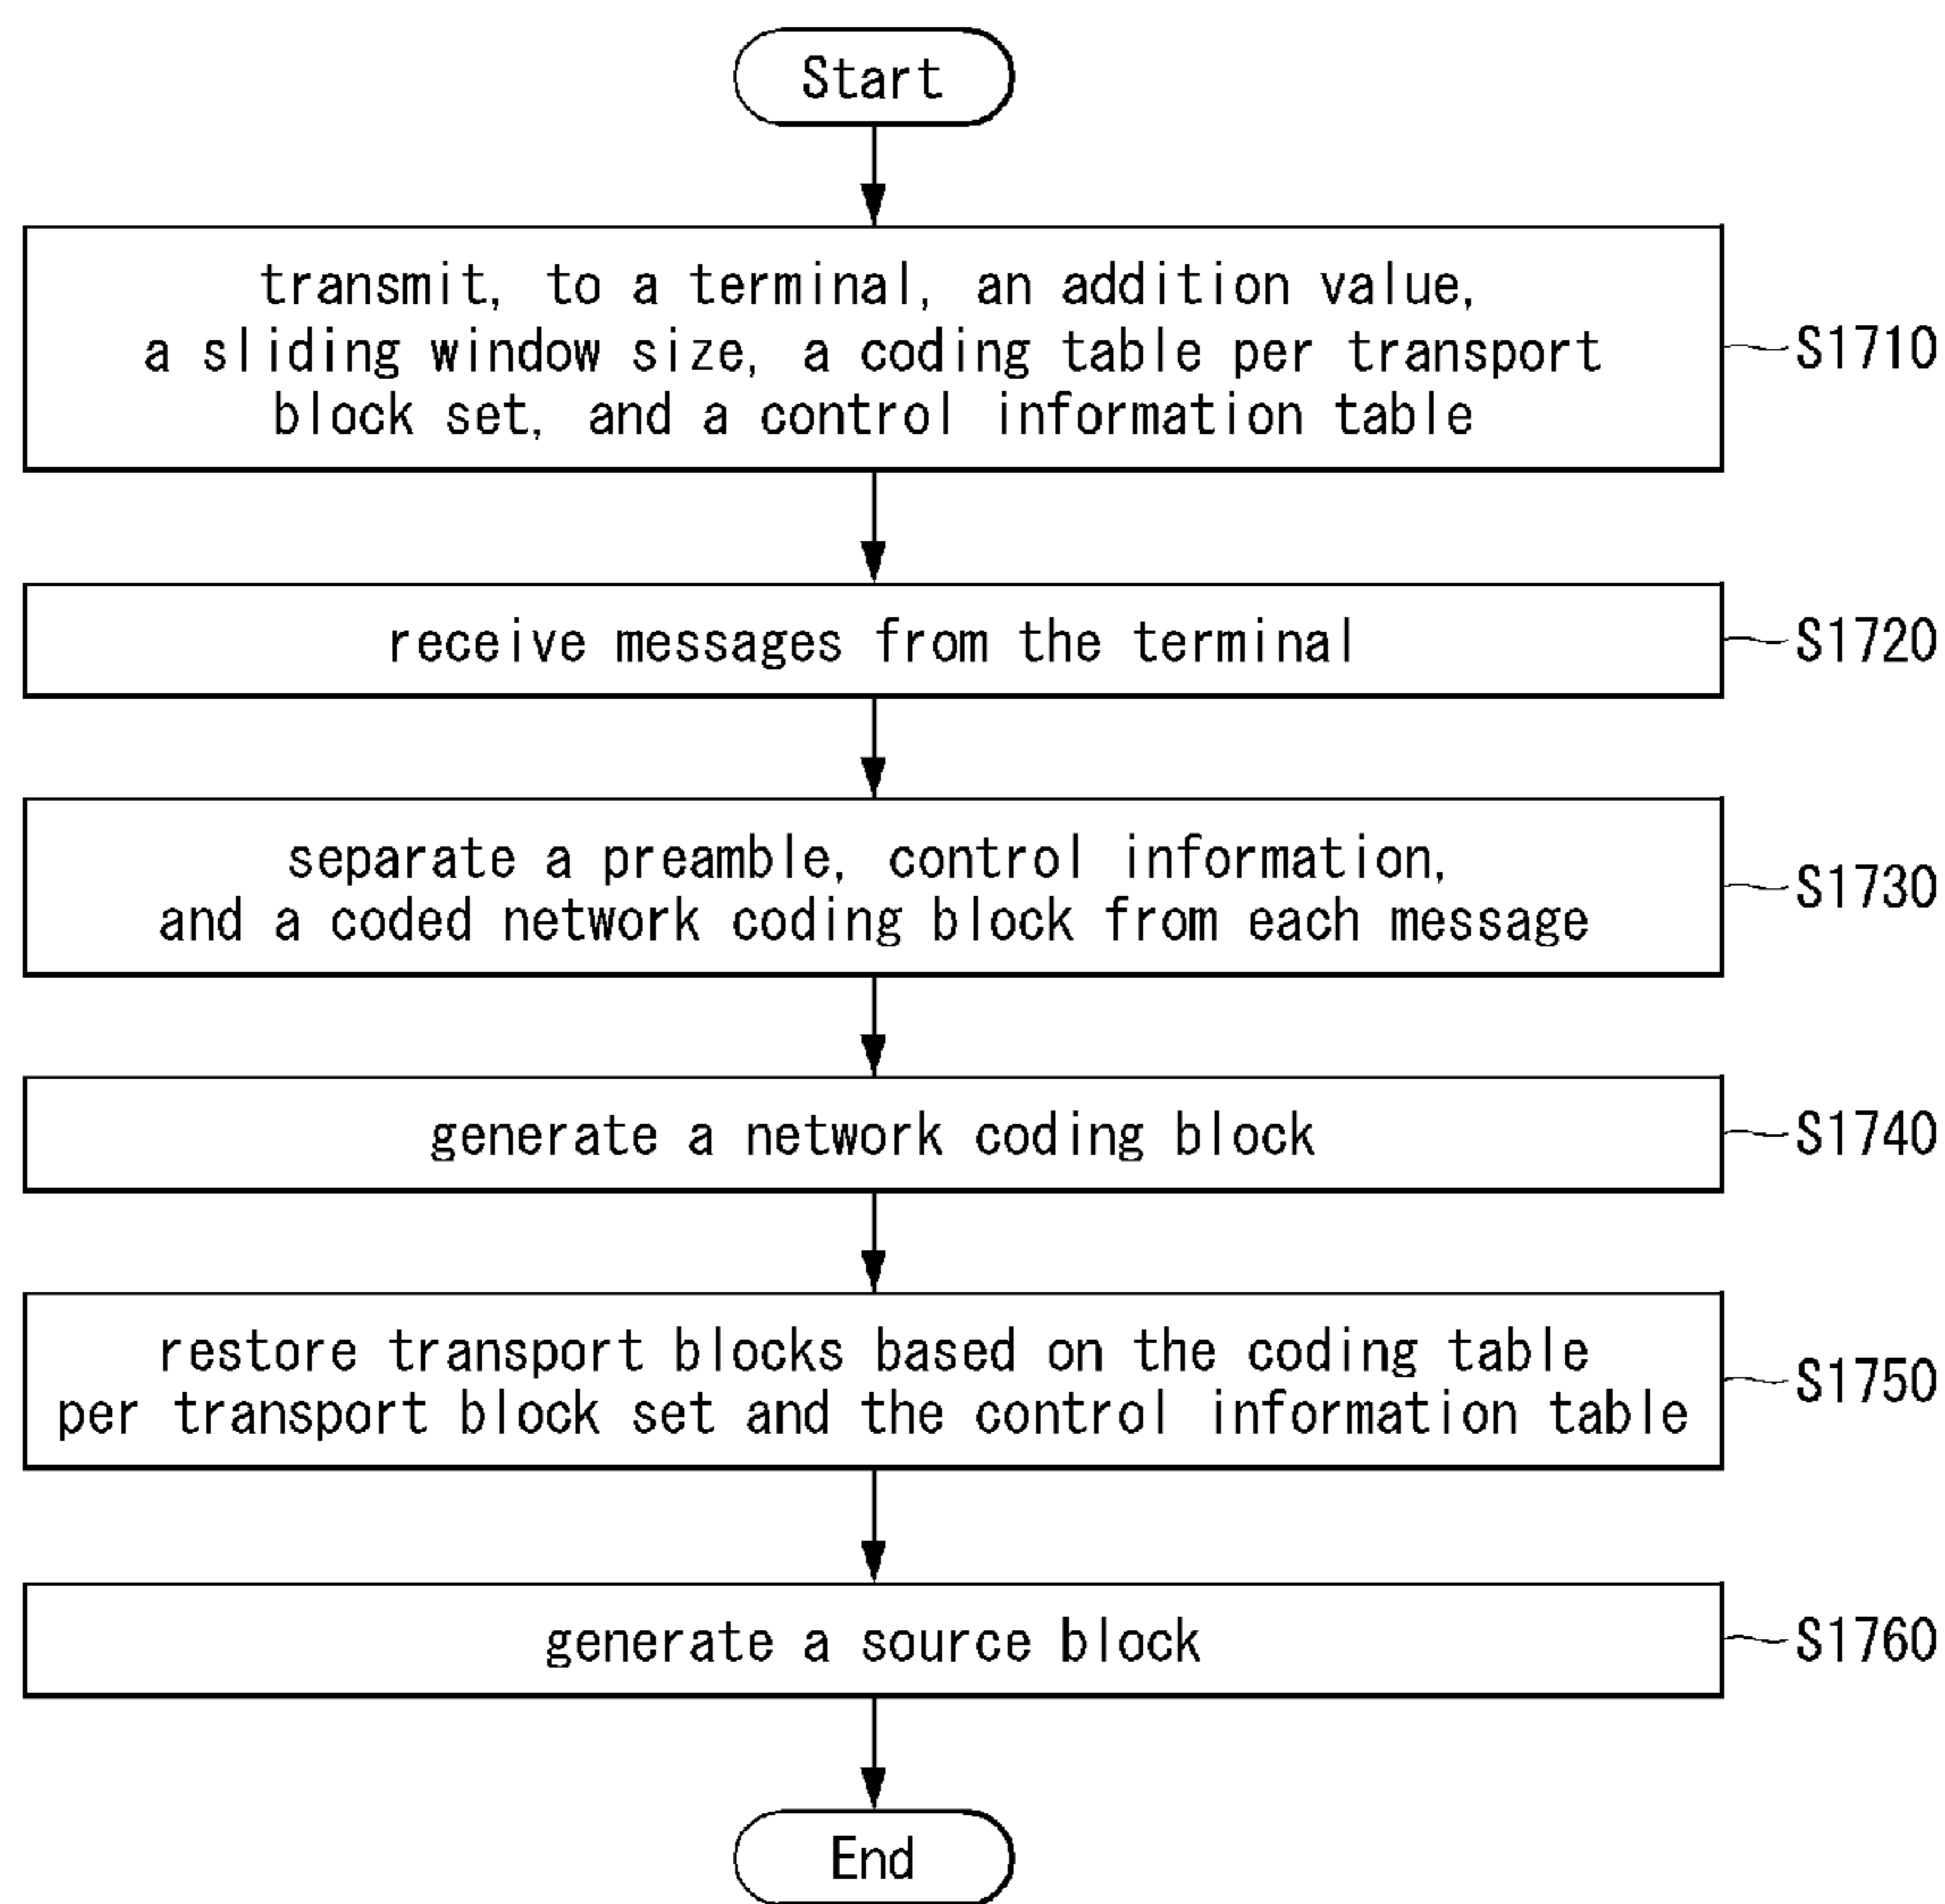 Start
transmit, to a terminal, an addition value,
a sliding window size, a coding table per transport
block set, and a control information table
S1710
receive messages from the terminal
S1720
separate a preamble, control information,
and a coded network coding block from each message
S1730
generate a network coding block
S1740
restore transport blocks based on the coding table
per transport block set and the control information table
S1750
generate a source block
S1760
End